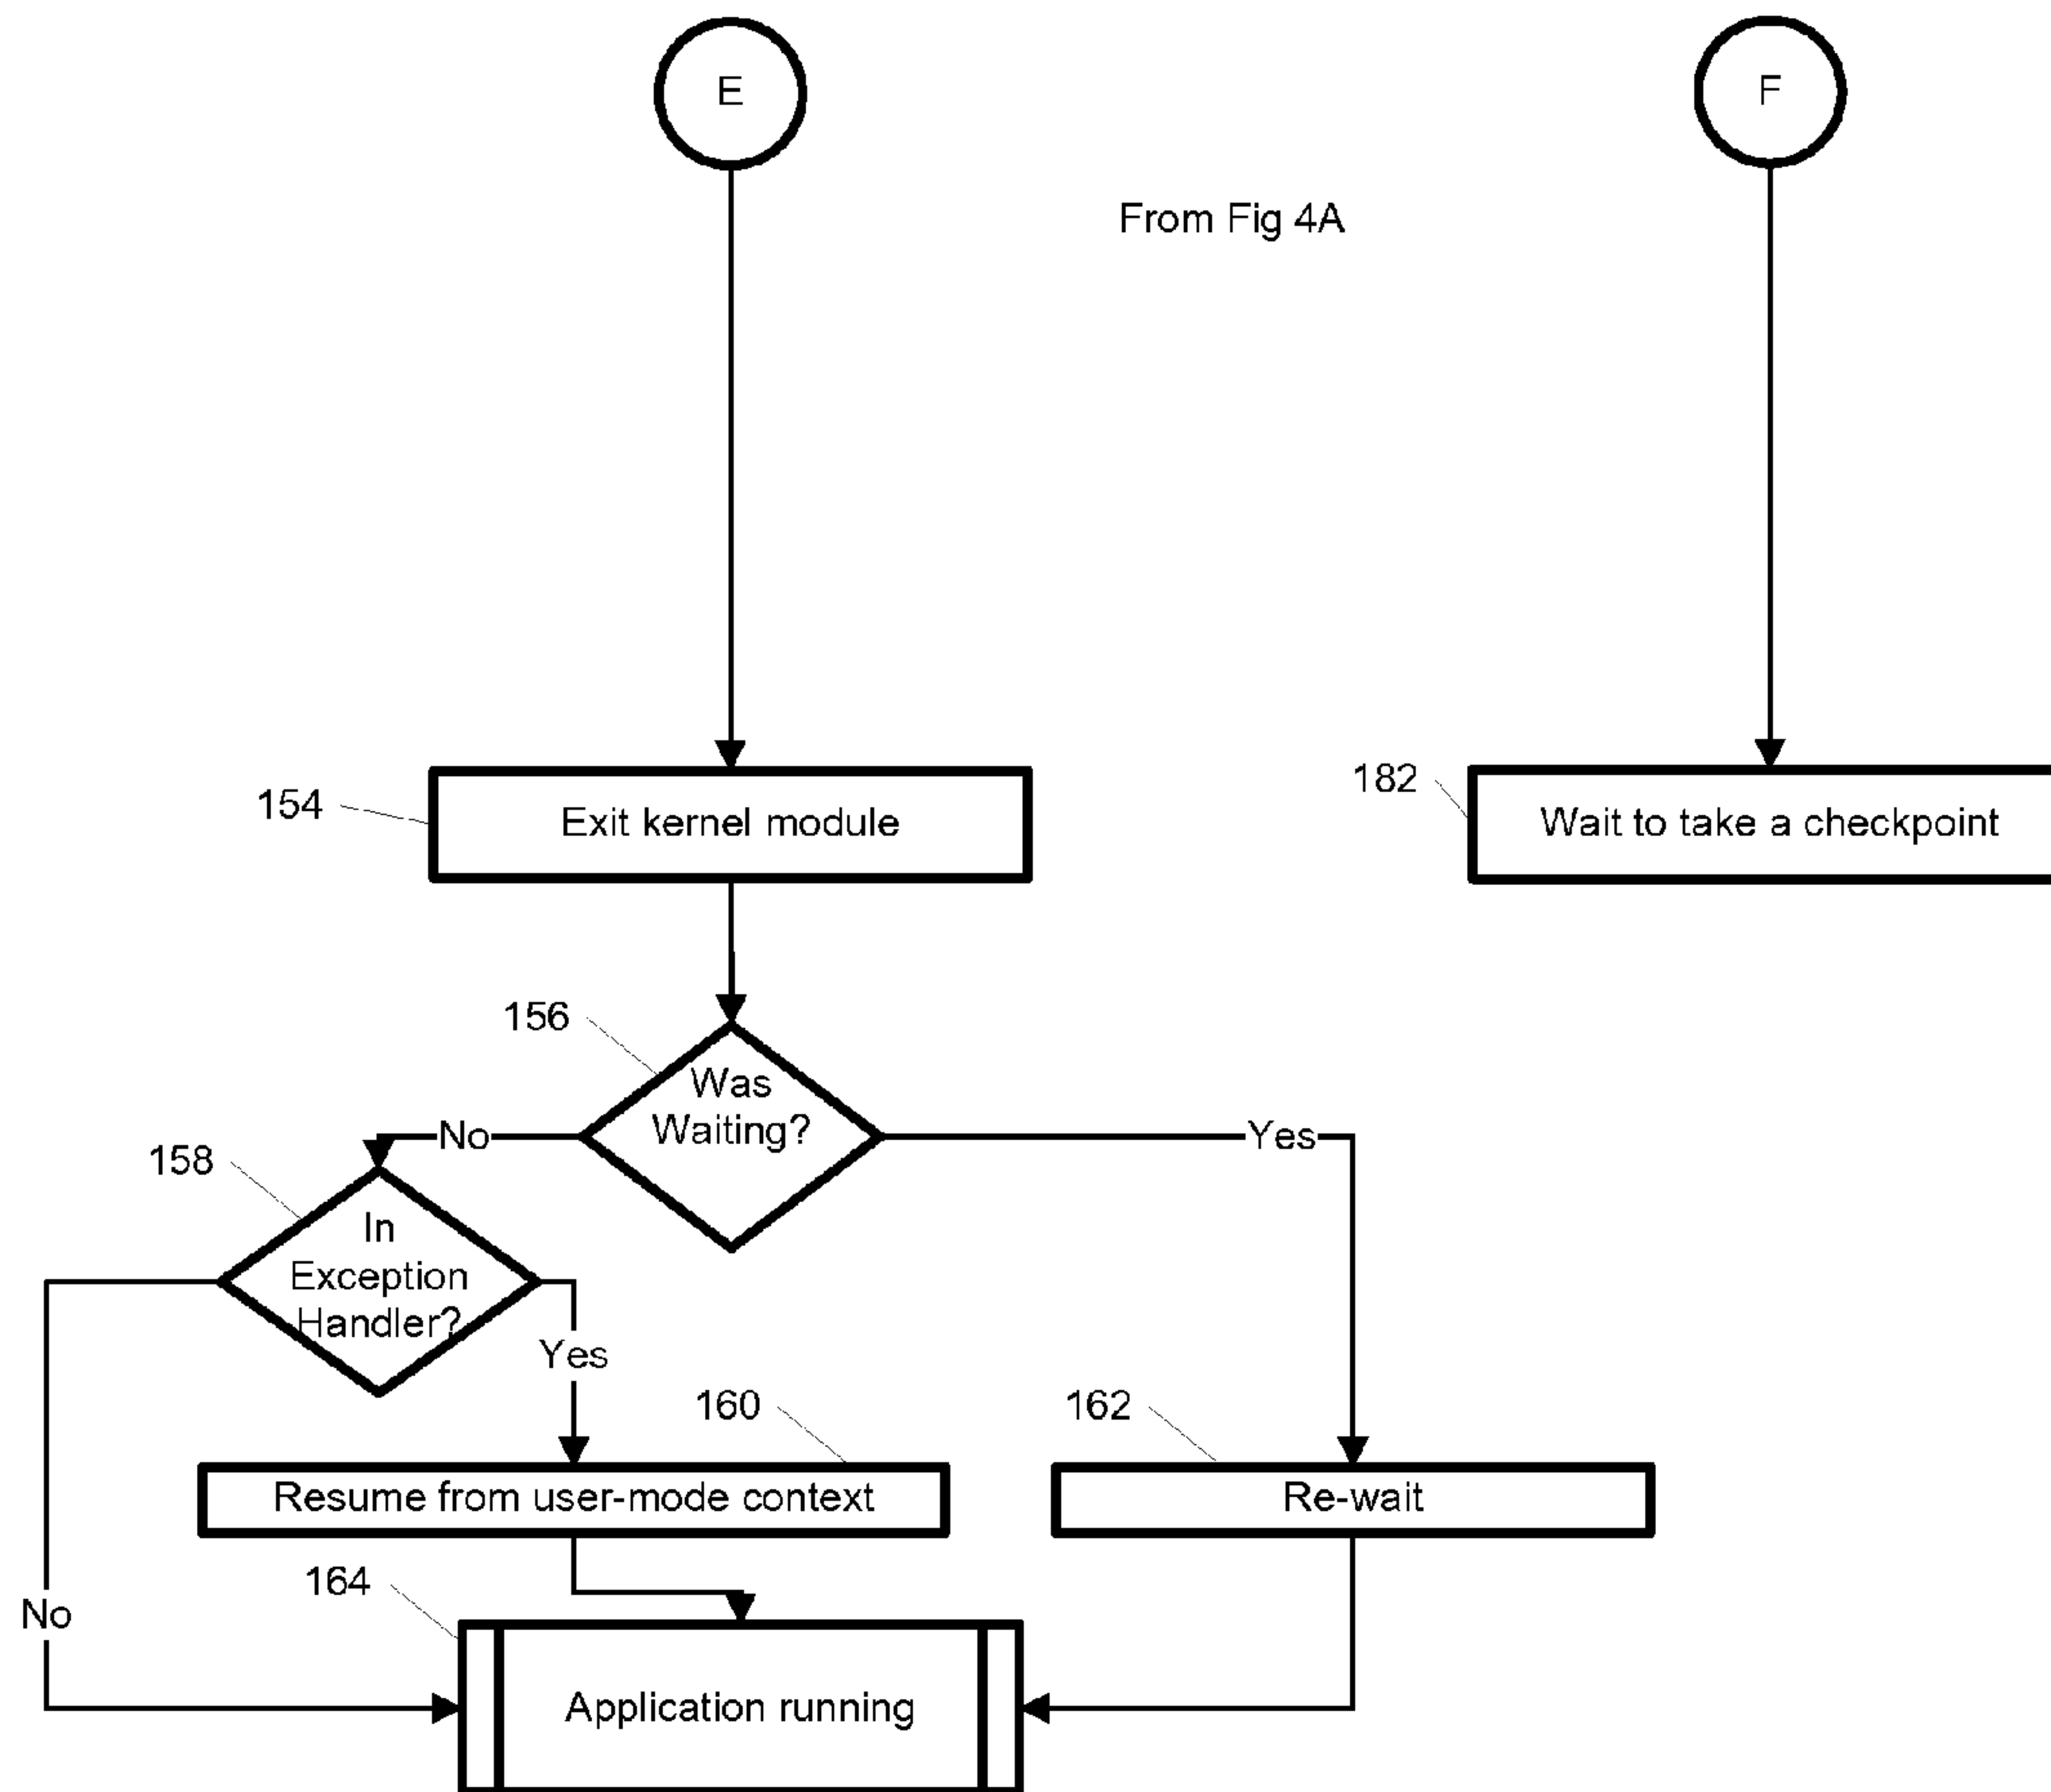 E
F
From Fig 4A
154
Exit kernel module
182
Wait to take a checkpoint
156
Was
Waiting?
No
Yes
158
In
Exception
Handler?
Yes
160
162
Resume from user-mode context
Re-wait
164
No
Application running